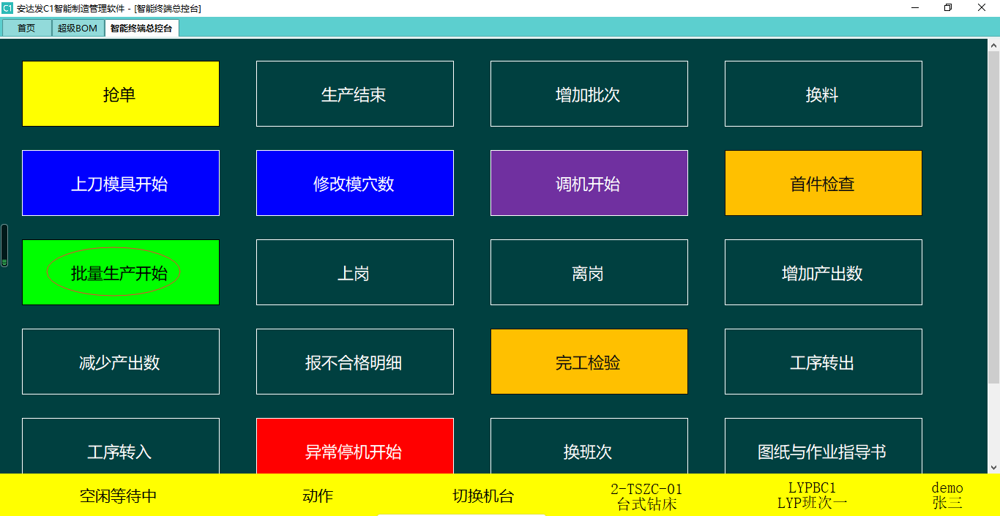 C1 安达发C1智能制造管理软件 - [智能终端总控台]
首页 超级BOM 智能终端总控台
抢单 生产结束 增加批次 换料
上刀模具开始 修改模穴数 调机开始 首件检查
批量生产开始 上岗 离岗 增加产出数
减少产出数 报不合格明细 完工检验 工序转出
工序转入 异常停机开始 换班次 图纸与作业指导书
空闲等待中 动作 切换机台 2-TSZC-01 LYPBC1 demo
台式钻床 LYP班次一 张三